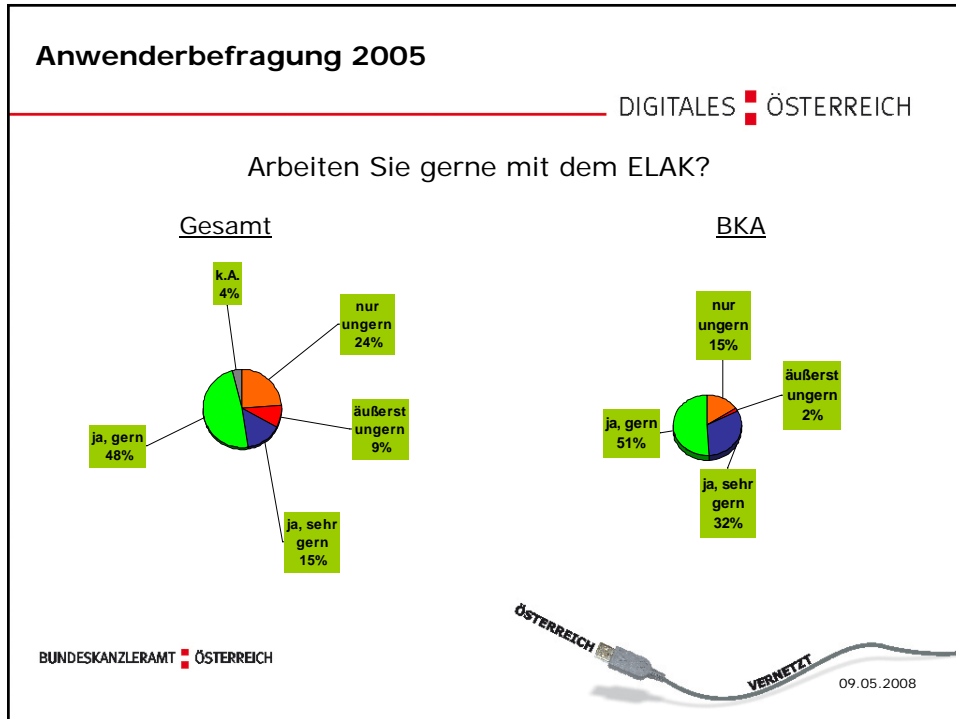 Anwenderbefragung 2005
DIGITALES ÖSTERREICH
Arbeiten Sie gerne mit dem ELAK?
Gesamt
k.A.
4%
nur
ungern
24%
äußerst
ungern
9%
ja, sehr
gern
15%
ja, gern
48%
BKA
nur
ungern
15%
äußerst
ungern
2%
ja, sehr
gern
32%
ja, gern
51%
BUNDESKANZLERAMT ÖSTERREICH
ÖSTERREICH
VERNETZT
09.05.2008